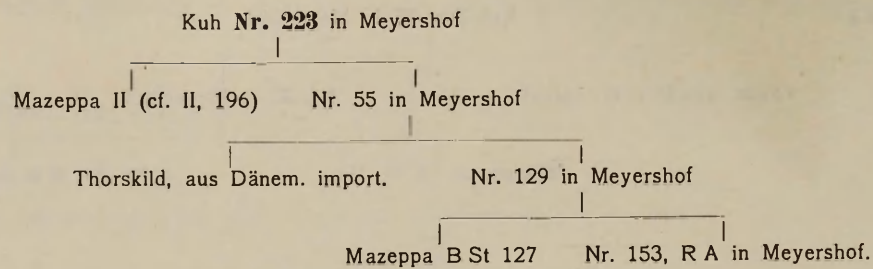 Kuh Nr. 223 in Meyershof
Mazeppa II (cf. II, 196) Nr. 55 in Meyershof
Thorskild, aus Dänem. import. Nr. 129 in Meyershof
Mazeppa B St 127 Nr. 153, R A in Meyershof.